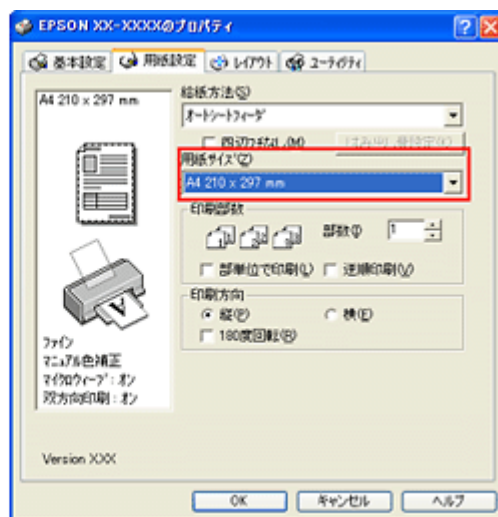 EPSON XX-XXXXのプロパティ
基本設定 用紙設定 レイアウト ユーティリティ
A4 210 x 297 mm
給紙方法(S)
オートシートフィーダ
四辺フチなし(M) はみ出し量設定(X)
用紙サイズ(Z)
A4 210 x 297 mm
印刷部数
部数(I) 1
部単位で印刷(L) 逆順印刷(V)
印刷方向
縦(P) 横(E)
180度回転(R)
ファイン
マニュアル色補正
マイクロウィーブ : オン
双方向印刷 : オン
Version XXX
OK キャンセル ヘルプ